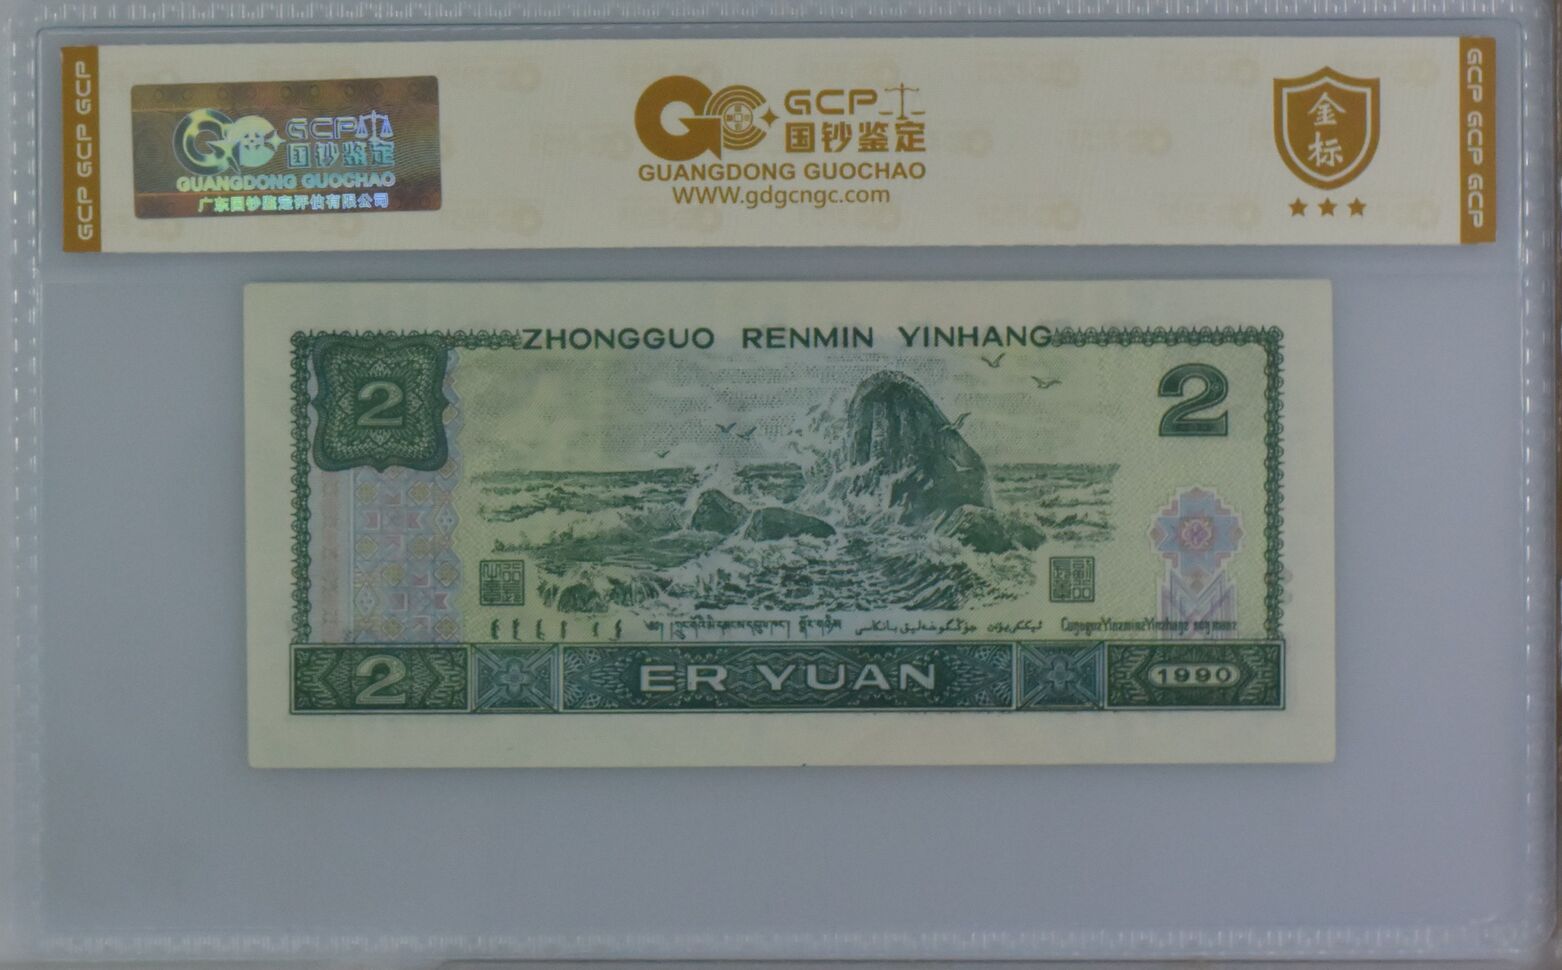 GCP GCP GCP
GCP 国钞鉴定
GUANGDONG GUOCHAO
广东国钞鉴定评估有限公司
GCP
国钞鉴定
GUANGDONG GUOCHAO
WWW.gdgcngc.com
金
标
GCP GCP GCP
ZHONGGUO RENMIN YINHANG
2
2
2
ER YUAN
1990